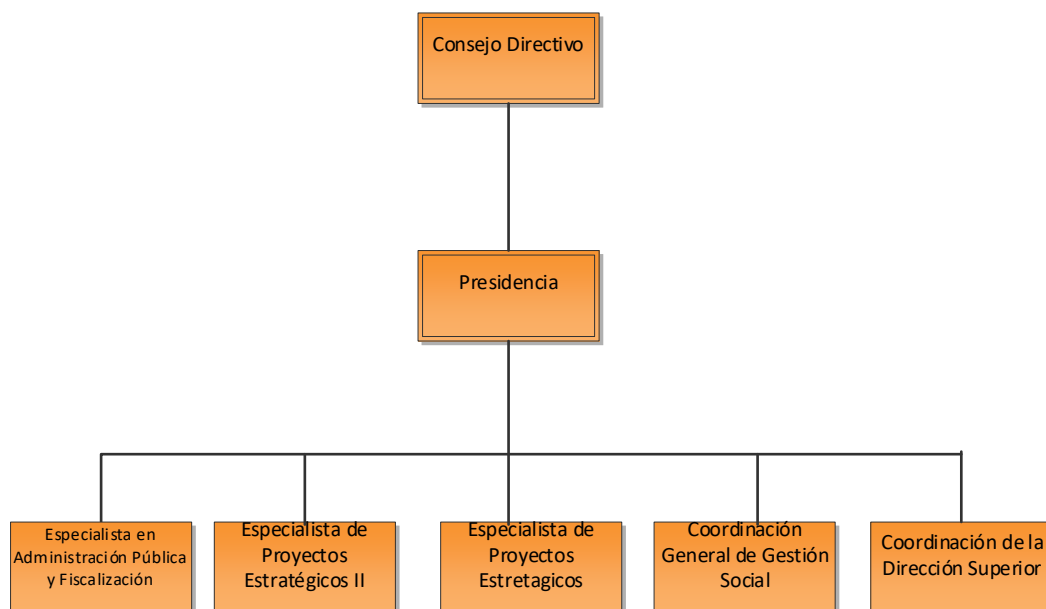 Consejo Directivo
Presidencia
Especialista en
Administración Pública
y Fiscalización
Especialista de
Proyectos
Estratégicos II
Especialista de
Proyectos
Estretagicos
Coordinación
General de Gestión
Social
Coordinación de la
Dirección Superior